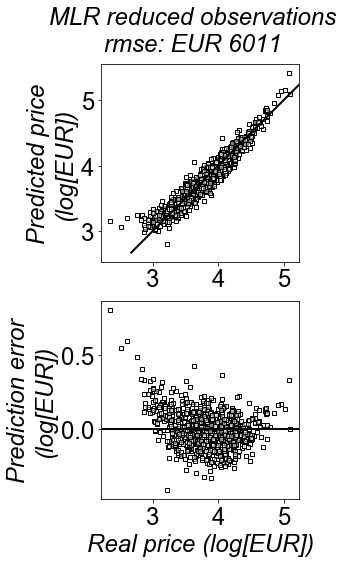 MLR reduced observations
rmse: EUR 6011
Predicted price
(log[EUR])
5
4
3
3 4 5
Prediction error
(log[EUR])
0.5
0.0
3 4 5
Real price (log[EUR])